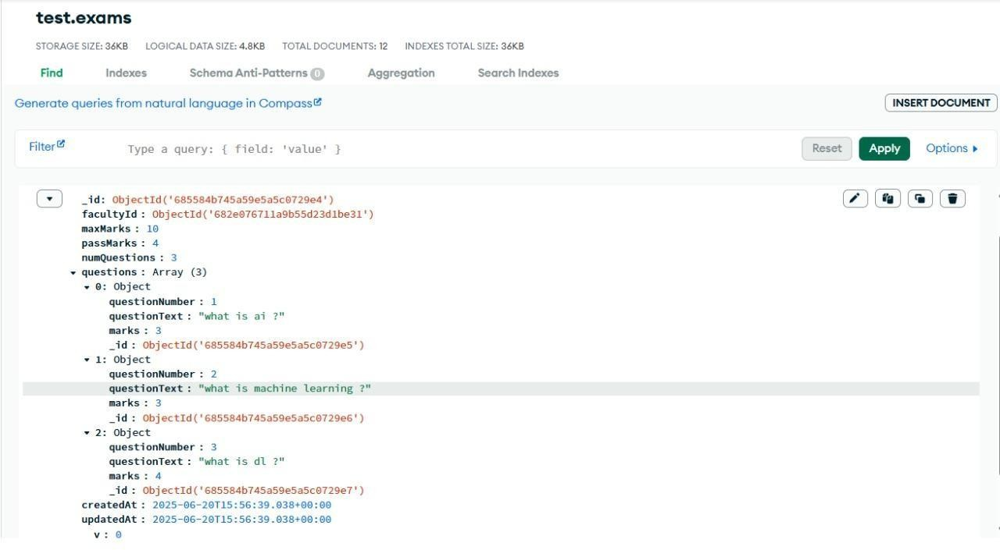 test.exams
STORAGE SIZE: 36KB LOGICAL DATA SIZE: 4.8KB TOTAL DOCUMENTS: 12 INDEXES TOTAL SIZE: 36KB
Find Indexes Schema Anti-Patterns 0 Aggregation Search Indexes
Generate queries from natural language in Compass
INSERT DOCUMENT
Filter Type a query: { field: 'value' } Reset Apply Options
_id: ObjectId('685584b745a59e5a5c0729e4')
facultyId : ObjectId('682e076711a9b55d23d1be31')
maxMarks : 10
passMarks : 4
numQuestions : 3
questions : Array (3)
0: Object
questionNumber : 1
questionText : "what is ai ?"
marks : 3
_id : ObjectId('685584b745a59e5a5c0729e5')
1: Object
questionNumber : 2
questionText : "what is machine learning ?"
marks : 3
_id : ObjectId('685584b745a59e5a5c0729e6')
2: Object
questionNumber : 3
questionText : "what is dl ?"
marks : 4
_id : ObjectId('685584b745a59e5a5c0729e7')
createdAt : 2025-06-20T15:56:39.038+00:00
updatedAt : 2025-06-20T15:56:39.038+00:00
v : 0